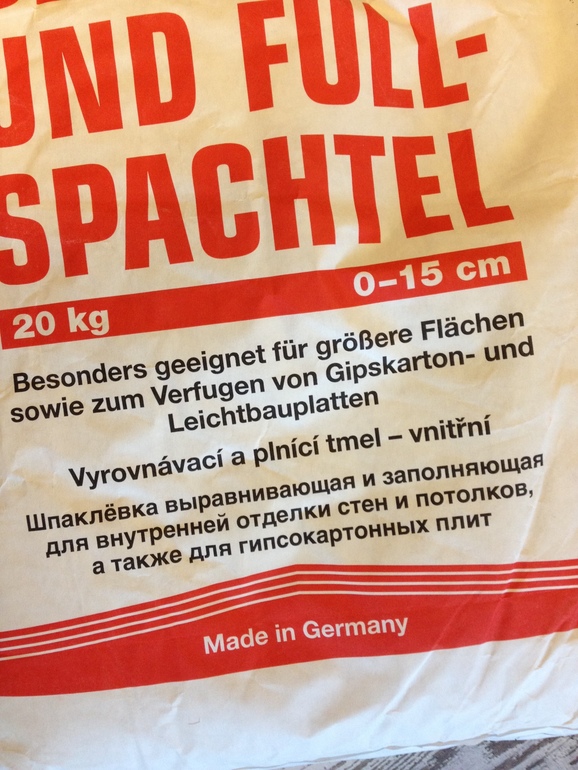 UND FÜLL-
SPACHTEL
20 kg 0–15 cm
Besonders geeignet für größere Flächen
sowie zum Verfugen von Gipskarton- und
Leichtbauplatten
Vyrovnávací a plnící tmel – vnitřní
Шпаклёвка выравнивающая и заполняющая
для внутренней отделки стен и потолков,
а также для гипсокартонных плит
Made in Germany